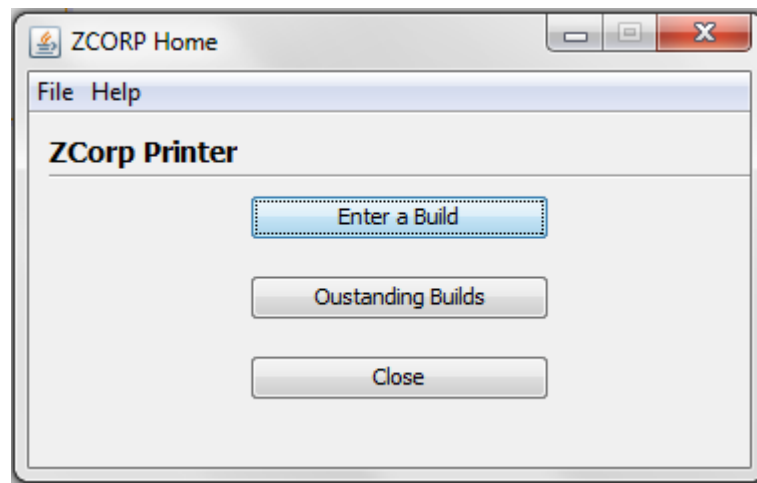 ZCORP Home
File Help
ZCorp Printer
Enter a Build
Oustanding Builds
Close